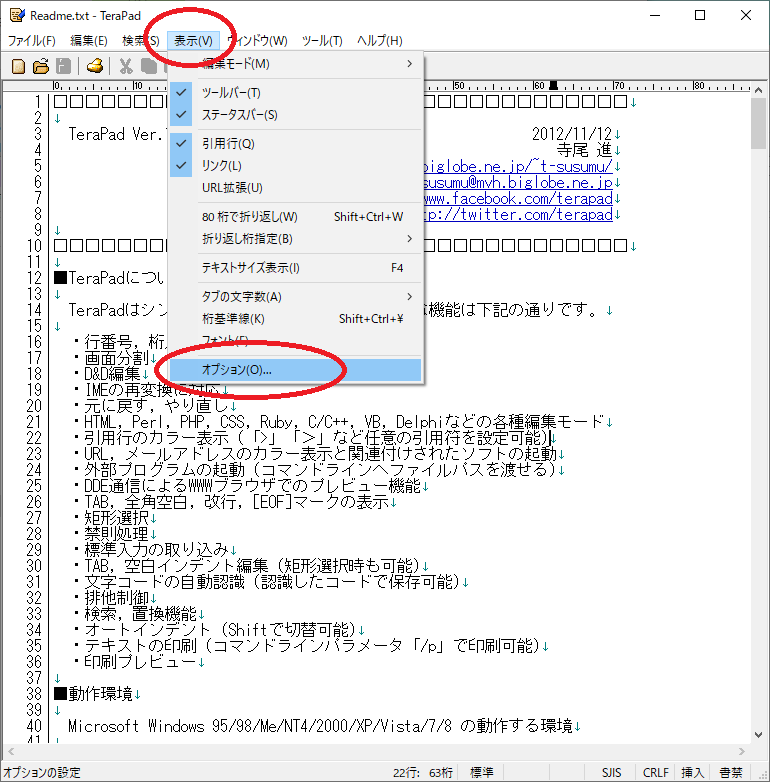 Readme.txt - TeraPad
ファイル(F) 編集(E) 検索(S) 表示(V) ウィンドウ(W) ツール(T) ヘルプ(H)
編集モード(M)
ツールバー(T)
ステータスバー(S)
引用行(Q)
リンク(L)
URL拡張(U)
80 桁で折り返し(W) Shift+Ctrl+W
折り返し桁指定(B)
テキストサイズ表示(I) F4
タブの文字数(A)
桁基準線(K) Shift+Ctrl+¥
フォント(F)...
オプション(O)...
0 10 50 60 70 80
1 □□□□□□□ □□□□□□□□□□□□□↓
2 ↓
3 TeraPad Ver. 2012/11/12↓
4 寺尾 進↓
5 biglobe.ne.jp/~t-susumu/↓
6 susumu@mvh.biglobe.ne.jp↓
7 www.facebook.com/terapad↓
8 tp://twitter.com/terapad↓
9 ↓
10 □□□□□□□ □□□□□□□□□□□□□↓
11 ↓
12 ■TeraPadについ
13 ↓
14 TeraPadはシン 機能は下記の通りです。↓
15 ↓
16 ・行番号，桁
17 ・画面分割↓
18 ・D&D編集↓
19 ・IMEの再変換に対応↓
20 ・元に戻す，やり直し↓
21 ・HTML, Perl, PHP, CSS, Ruby, C/C++, VB, Delphiなどの各種編集モード↓
22 ・引用行のカラー表示（「>」「＞」など任意の引用符を設定可能）↓
23 ・URL，メールアドレスのカラー表示と関連付けされたソフトの起動↓
24 ・外部プログラムの起動（コマンドラインへファイルパスを渡せる）↓
25 ・DDE通信によるWWWブラウザでのプレビュー機能↓
26 ・TAB，全角空白，改行，[EOF]マークの表示↓
27 ・矩形選択↓
28 ・禁則処理↓
29 ・標準入力の取り込み↓
30 ・TAB，空白インデント編集（矩形選択時も可能）↓
31 ・文字コードの自動認識（認識したコードで保存可能）↓
32 ・排他制御↓
33 ・検索，置換機能↓
34 ・オートインデント（Shiftで切替可能）↓
35 ・テキストの印刷（コマンドラインパラメータ「/p」で印刷可能）↓
36 ・印刷プレビュー↓
37 ↓
38 ■動作環境↓
39 ↓
40 Microsoft Windows 95/98/Me/NT4/2000/XP/Vista/7/8 の動作する環境↓
41 ↓
オプションの設定 22行: 63桁 標準 SJIS CRLF 挿入 書禁